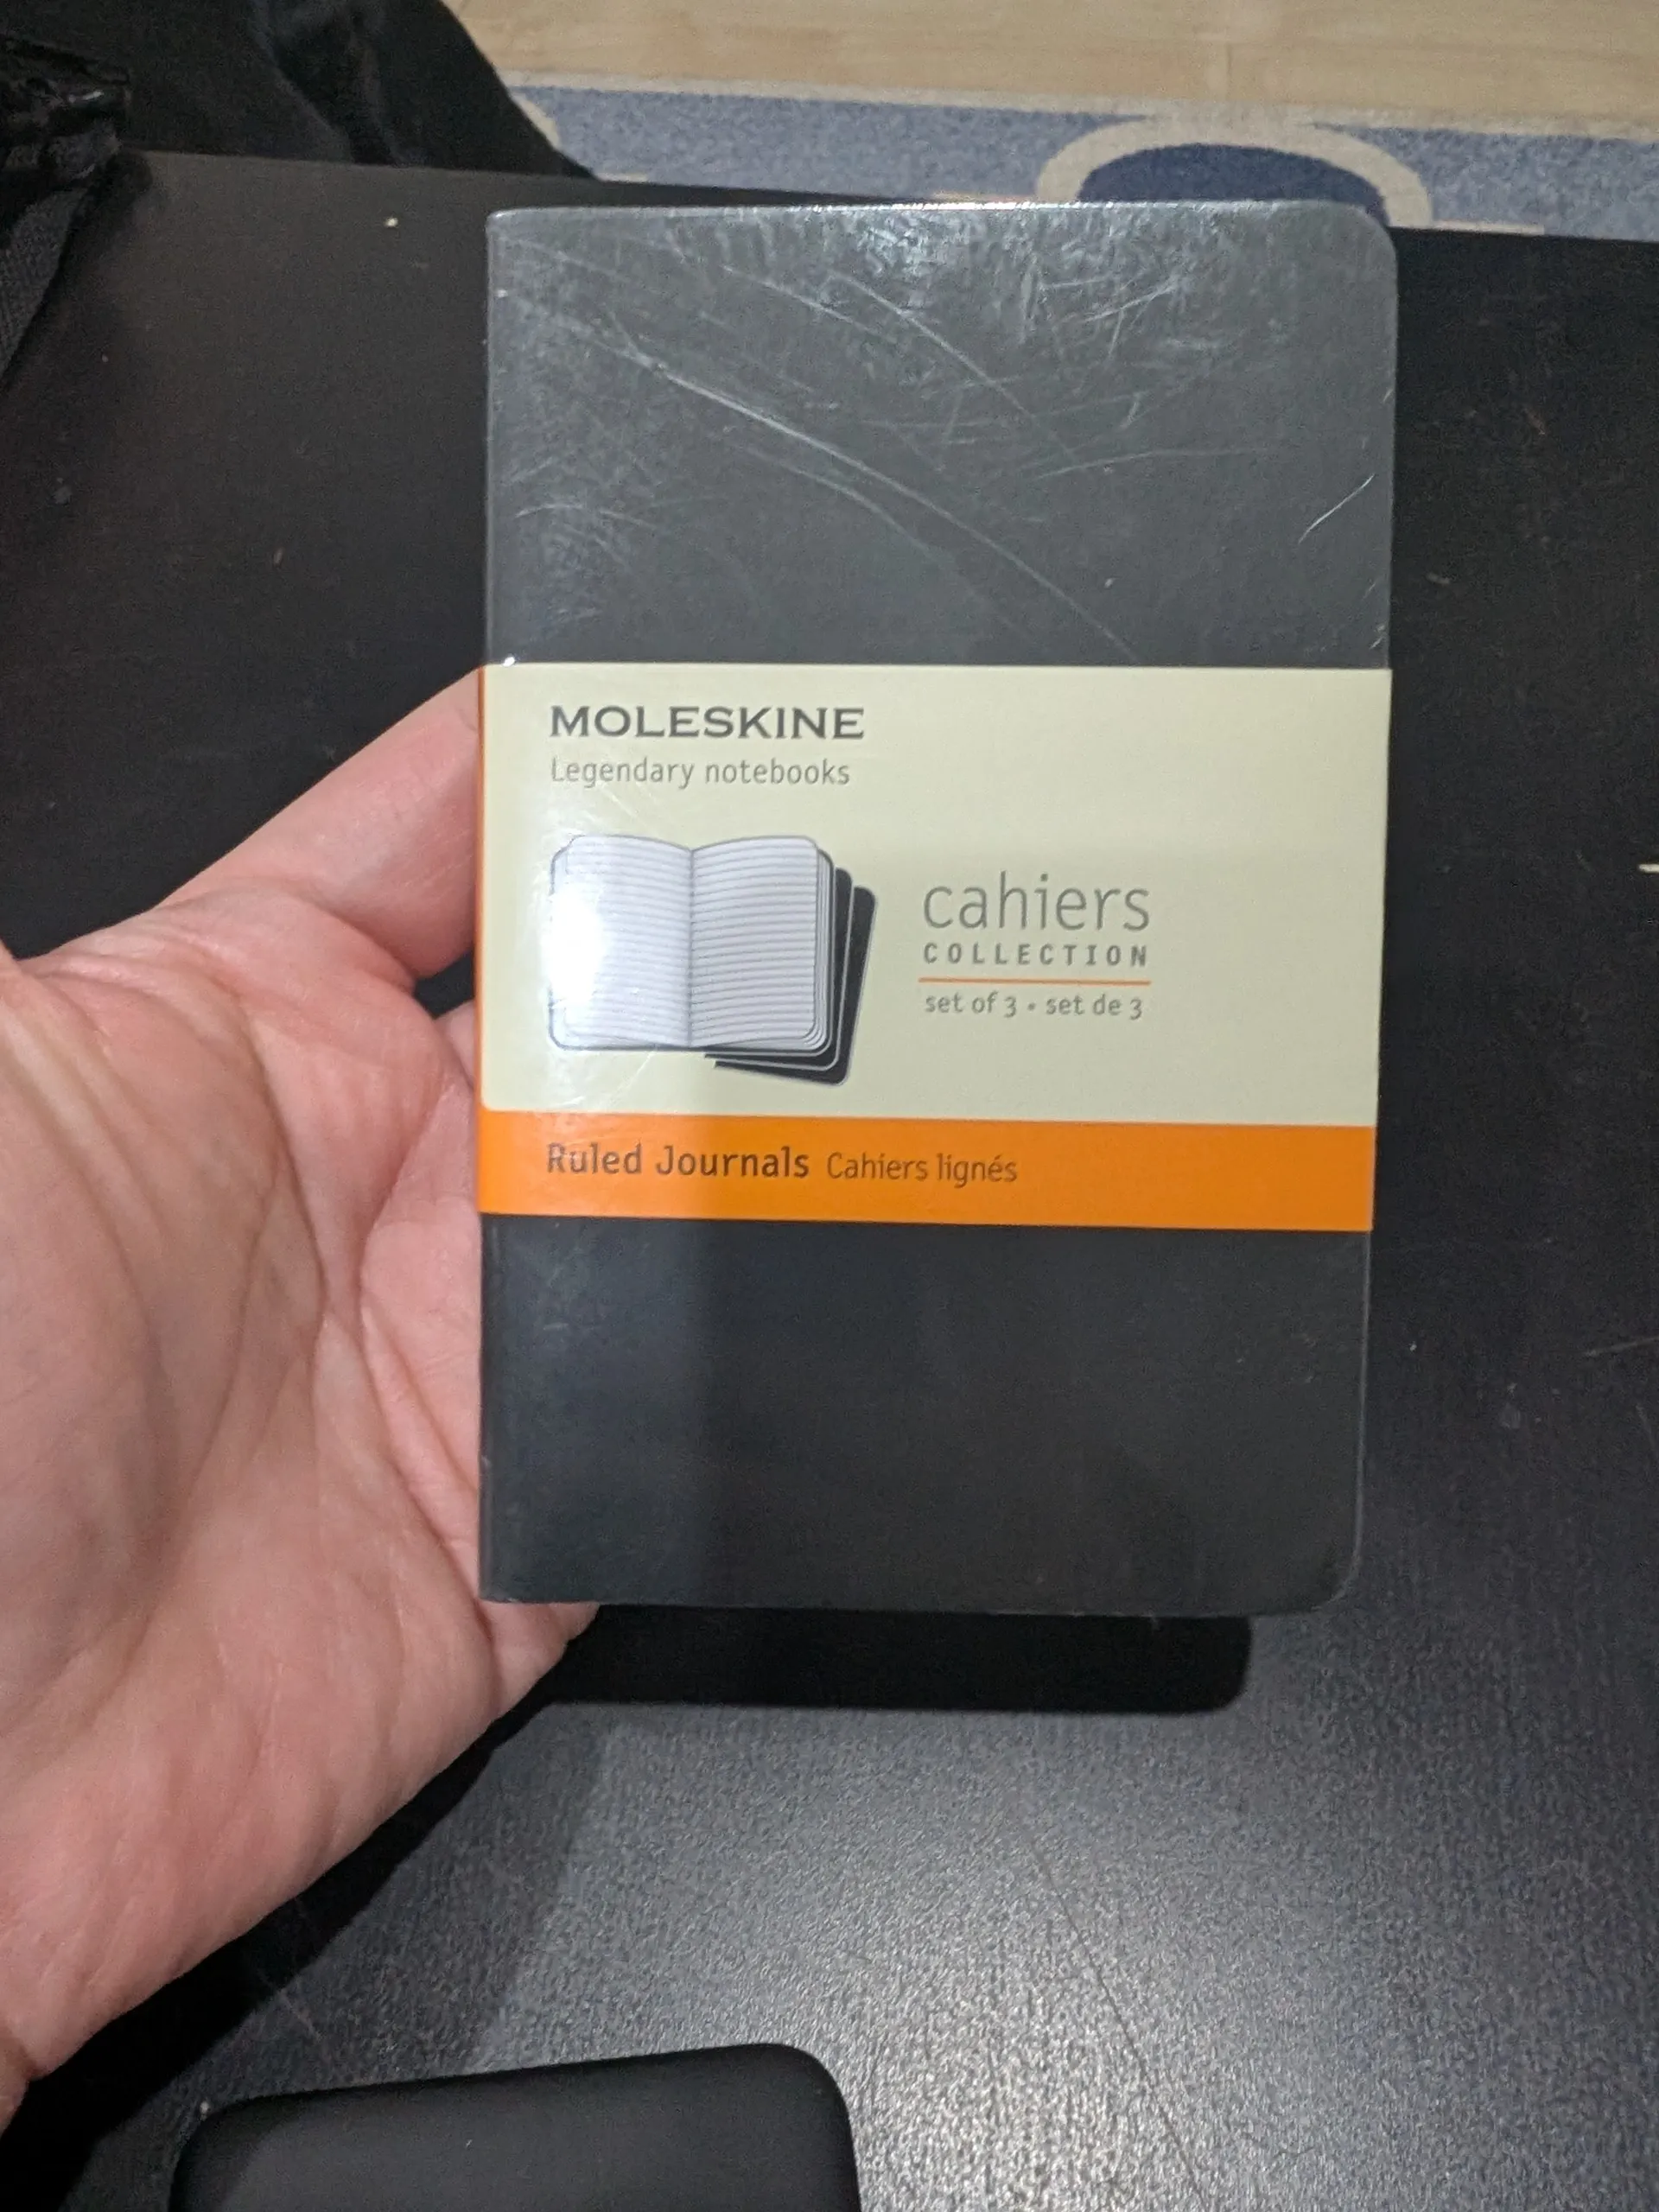 MOLESKINE
Legendary notebooks
cahiers
COLLECTION
set of 3 • set de 3
Ruled Journals Cahiers lignés